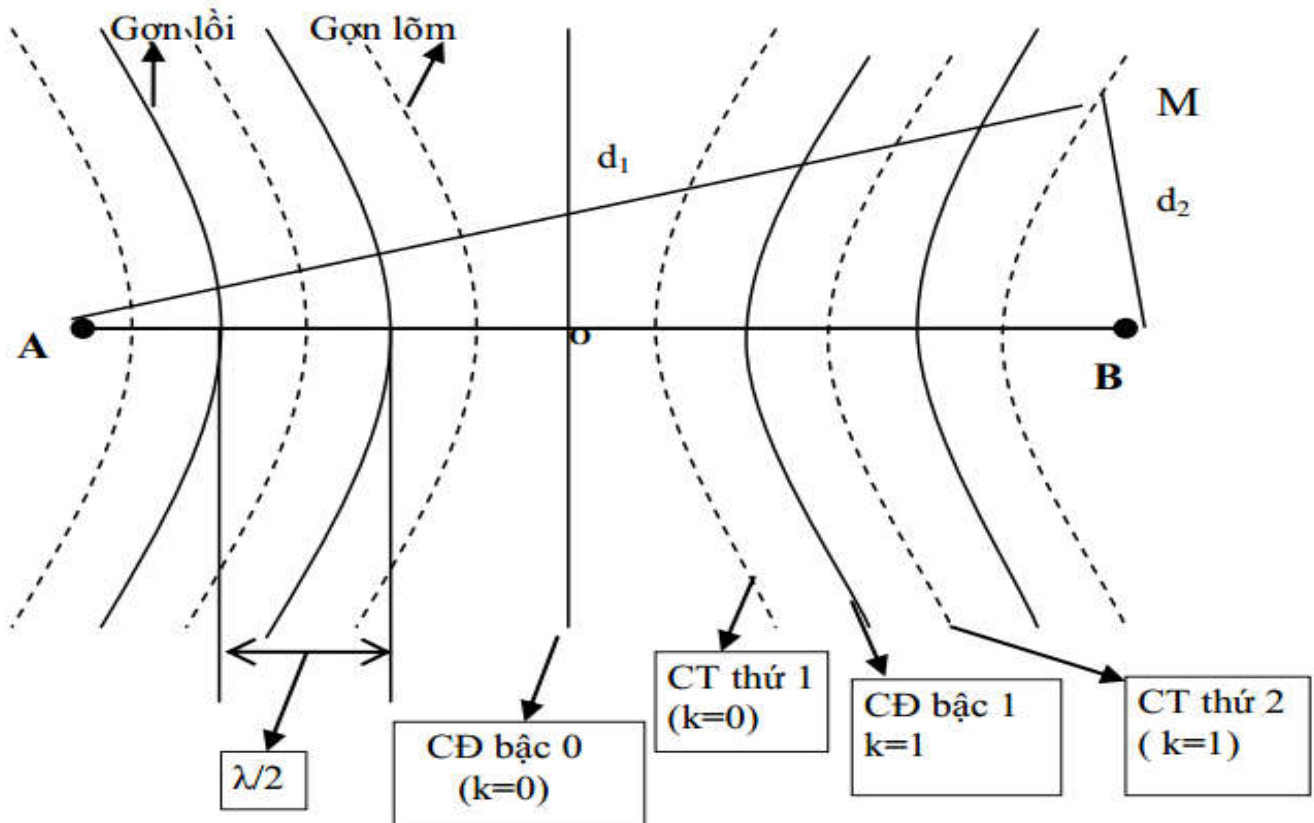 Gơn lồi
Gợn lõm
M
d₁
d₂
A
o
B
CT thứ 1
(k=0)
CĐ bậc 1
k=1
CT thứ 2
( k=1)
CĐ bậc 0
(k=0)
λ/2